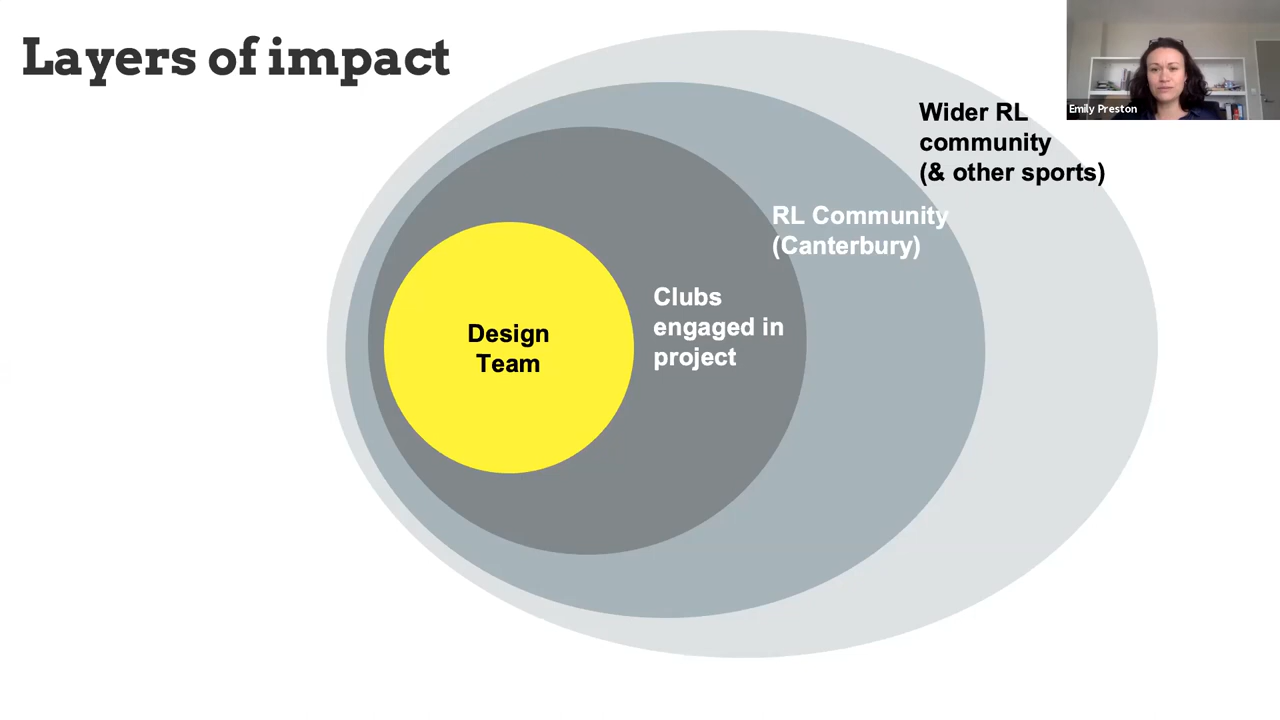 Layers of impact
Emily Preston
Wider RL
community
(& other sports)
RL Community
(Canterbury)
Clubs
engaged in
project
Design
Team